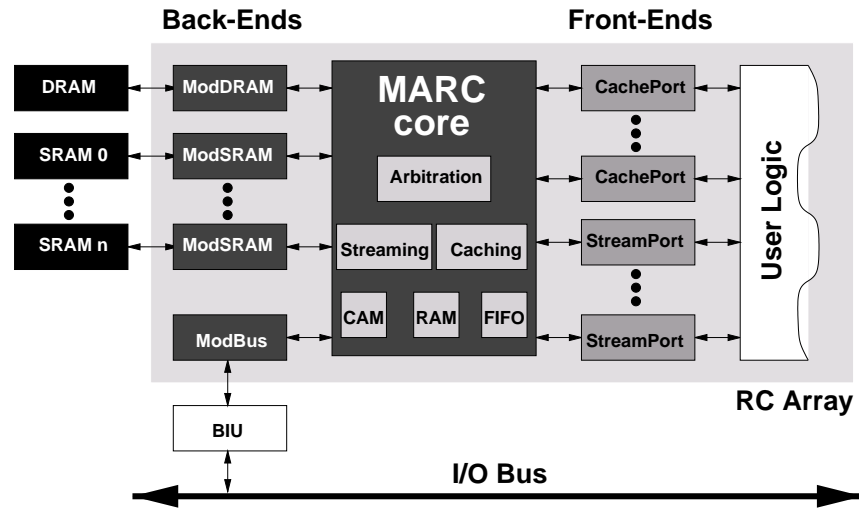 Back-Ends
Front-Ends
DRAM
ModDRAM
MARC
core
CachePort
SRAM 0
ModSRAM
Arbitration
CachePort
SRAM n
ModSRAM
Streaming
Caching
StreamPort
User Logic
CAM
RAM
FIFO
ModBus
StreamPort
RC Array
BIU
I/O Bus